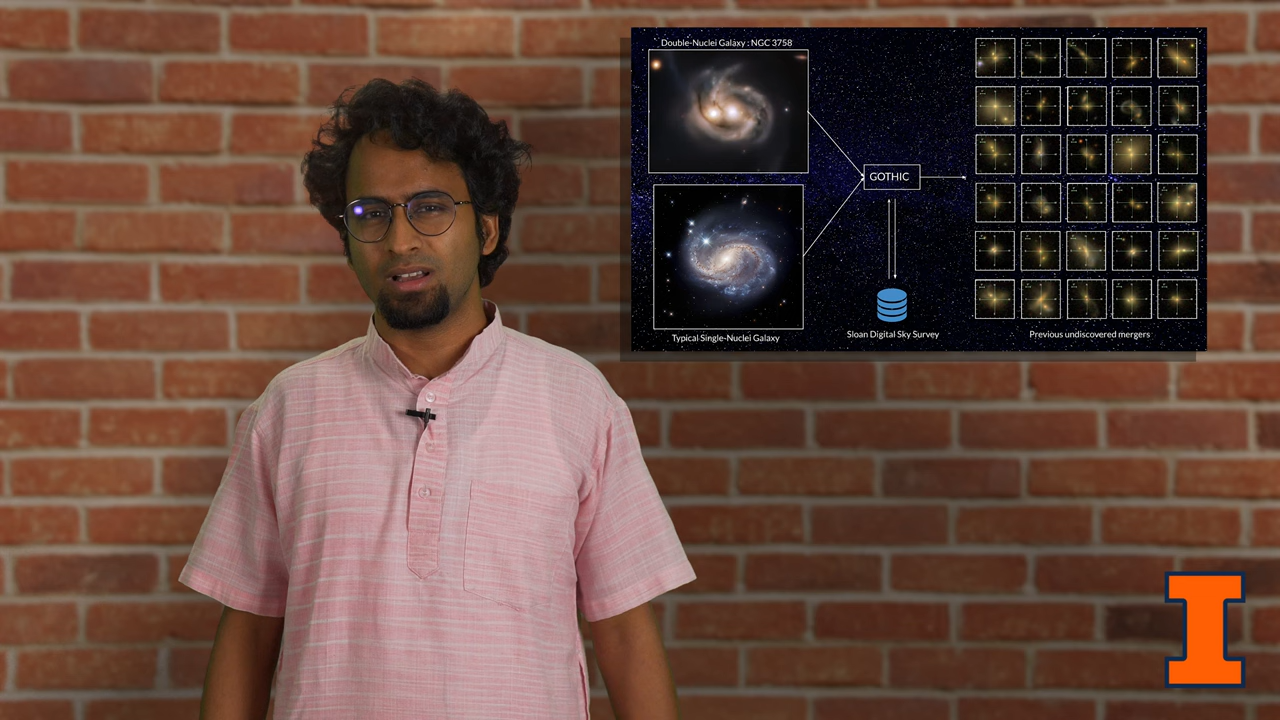 Double-Nuclei Galaxy : NGC 3758
GOTHIC
Typical Single-Nuclei Galaxy
Sloan Digital Sky Survey
Previous undiscovered mergers
I